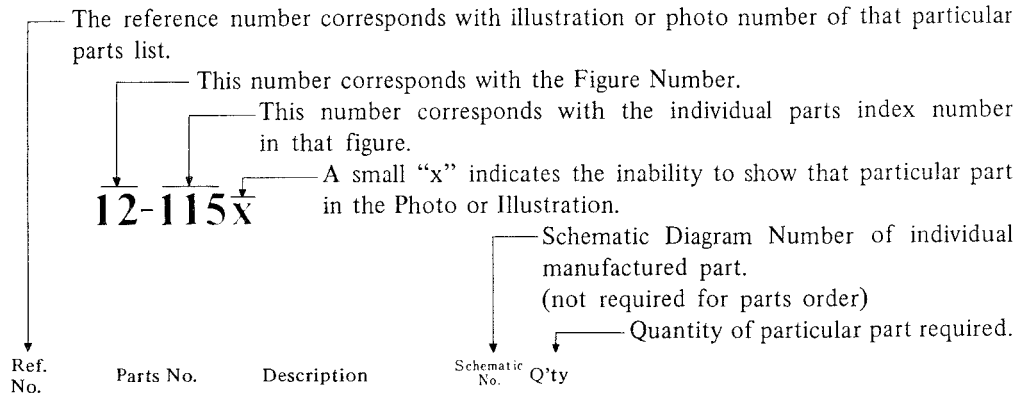 The reference number corresponds with illustration or photo number of that particular
parts list.
This number corresponds with the Figure Number.
This number corresponds with the individual parts index number
in that figure.
A small “x” indicates the inability to show that particular part
in the Photo or Illustration.
12-115x
Schematic Diagram Number of individual
manufactured part.
(not required for parts order)
Quantity of particular part required.
Ref.
No.
Parts No.
Description
Schematic
No.
Q'ty